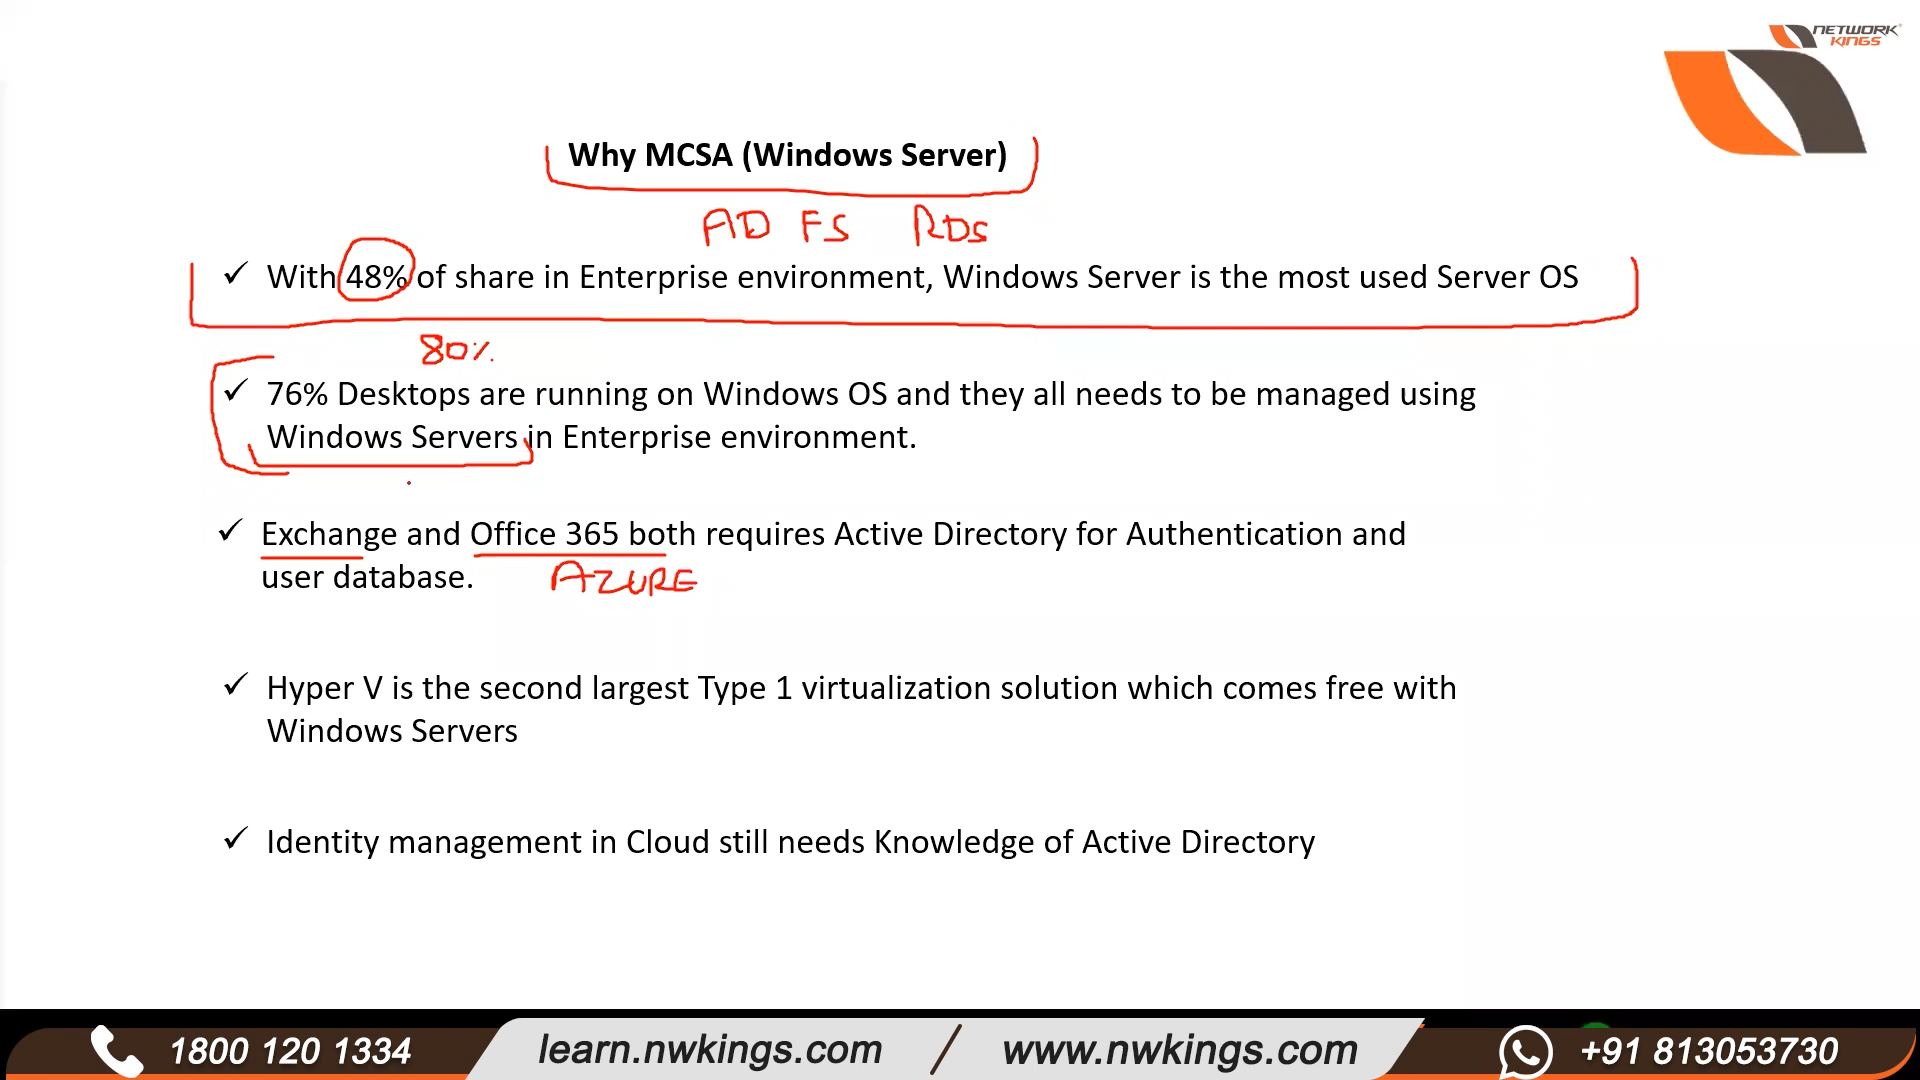 NETWORK
KINGS
Why MCSA (Windows Server)
AD FS RDS
✓ With 48% of share in Enterprise environment, Windows Server is the most used Server OS
80%
✓ 76% Desktops are running on Windows OS and they all needs to be managed using
Windows Servers in Enterprise environment.
✓ Exchange and Office 365 both requires Active Directory for Authentication and
user database.
AZURE
✓ Hyper V is the second largest Type 1 virtualization solution which comes free with
Windows Servers
✓ Identity management in Cloud still needs Knowledge of Active Directory
1800 120 1334 learn.nwkings.com / www.nwkings.com +91 813053730